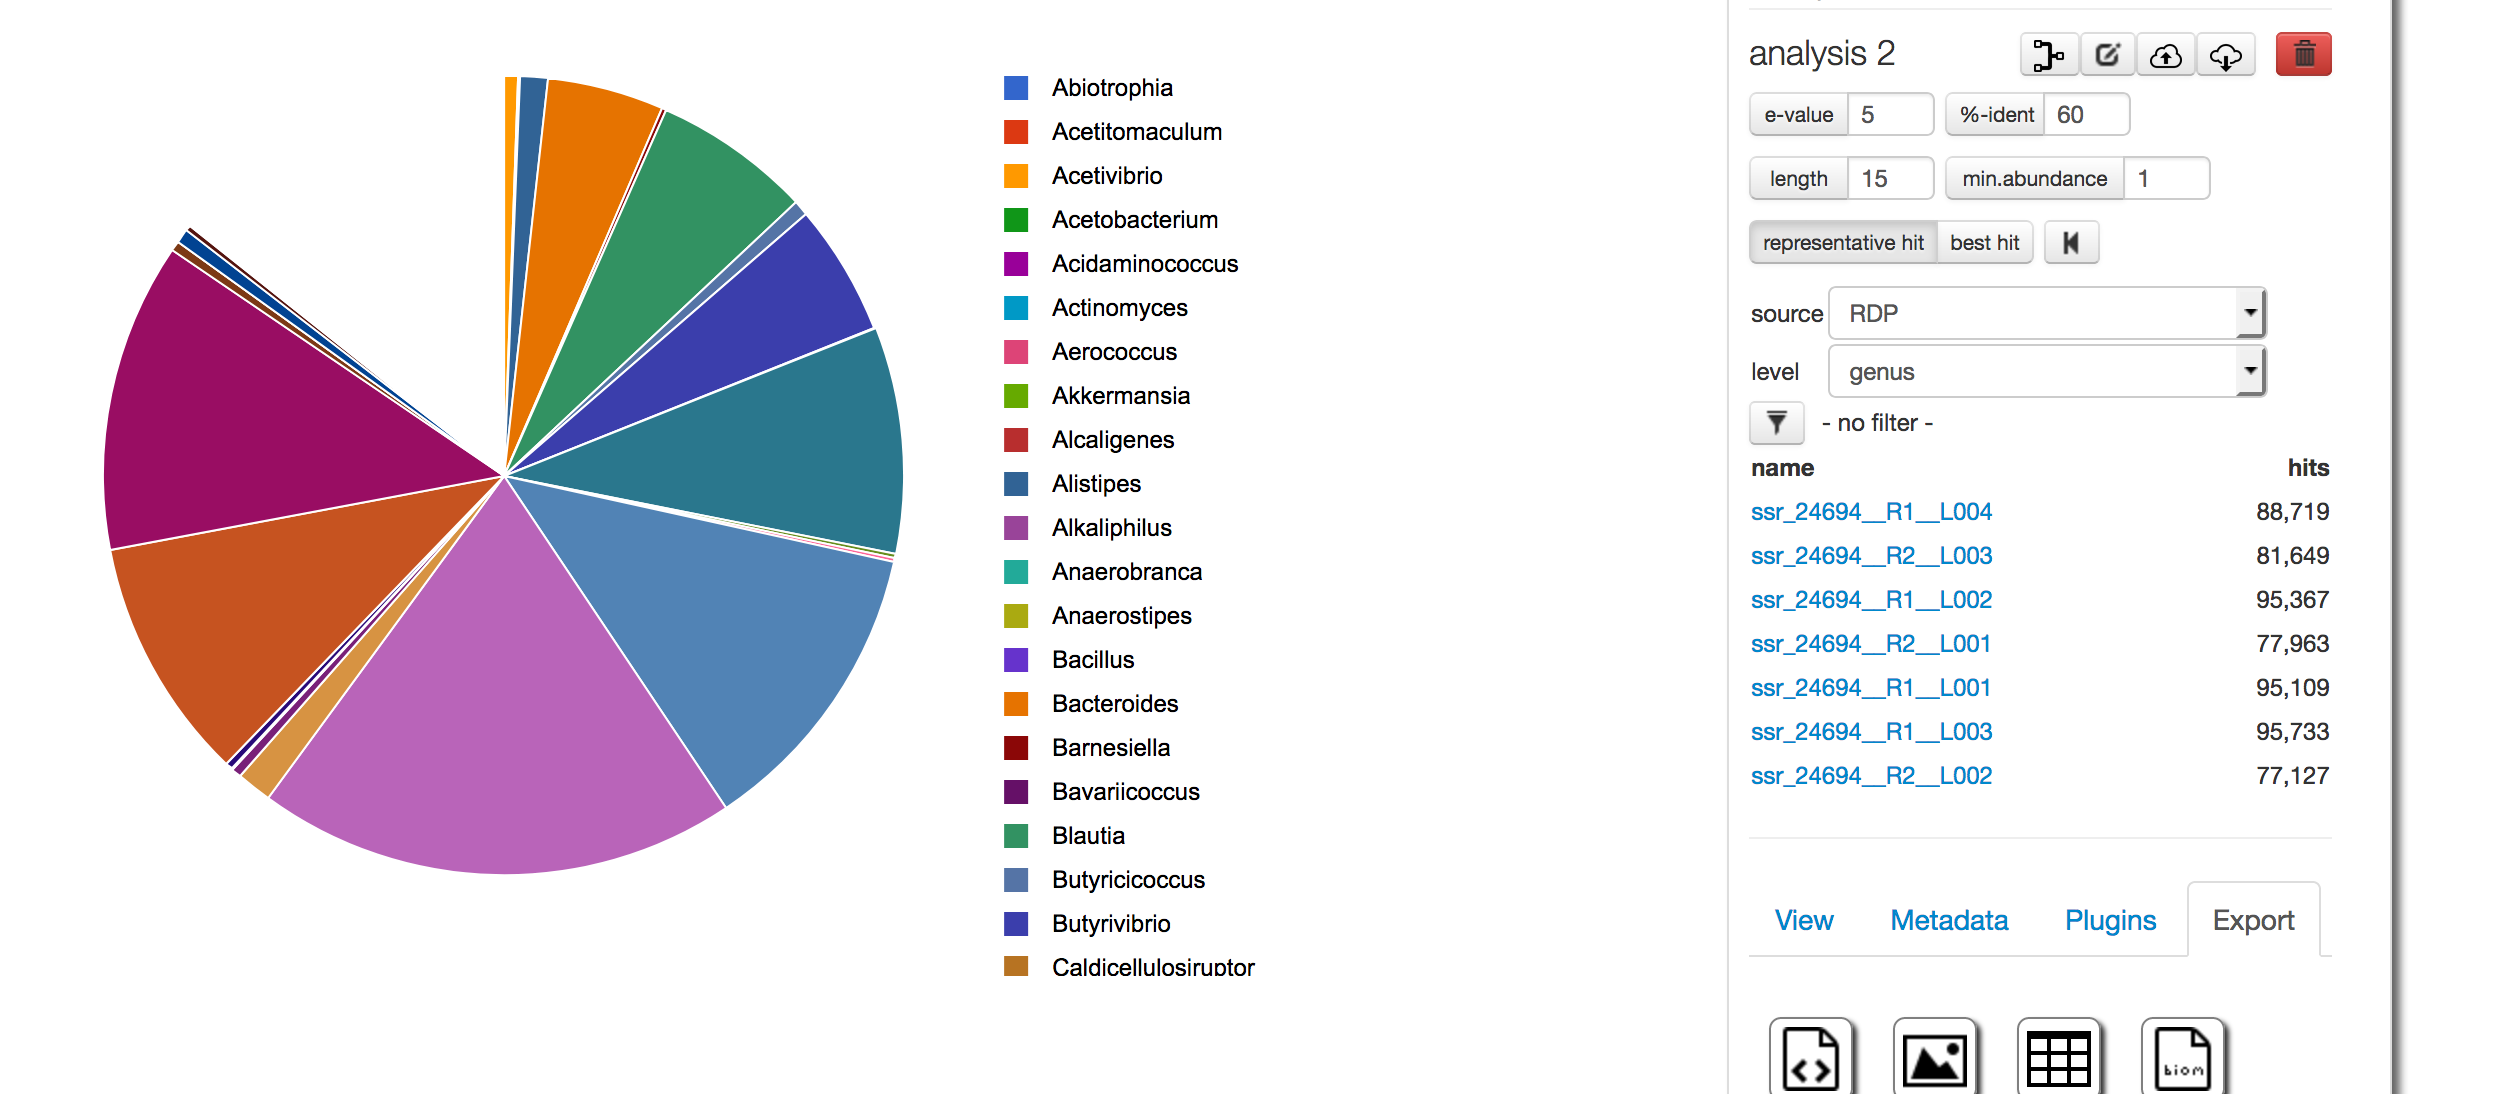 Abiotrophia
Acetitomaculum
Acetivibrio
Acetobacterium
Acidaminococcus
Actinomyces
Aerococcus
Akkermansia
Alcaligenes
Alistipes
Alkaliphilus
Anaerobranca
Anaerostipes
Bacillus
Bacteroides
Barnesiella
Bavariicoccus
Blautia
Butyricicoccus
Butyrivibrio
Caldicellulosiruptor
analysis 2
e-value 5 %-ident 60
length 15 min.abundance 1
representative hit best hit
source RDP
level genus
- no filter -
name hits
ssr_24694__R1__L004 88,719
ssr_24694__R2__L003 81,649
ssr_24694__R1__L002 95,367
ssr_24694__R2__L001 77,963
ssr_24694__R1__L001 95,109
ssr_24694__R1__L003 95,733
ssr_24694__R2__L002 77,127
View Metadata Plugins Export
biom